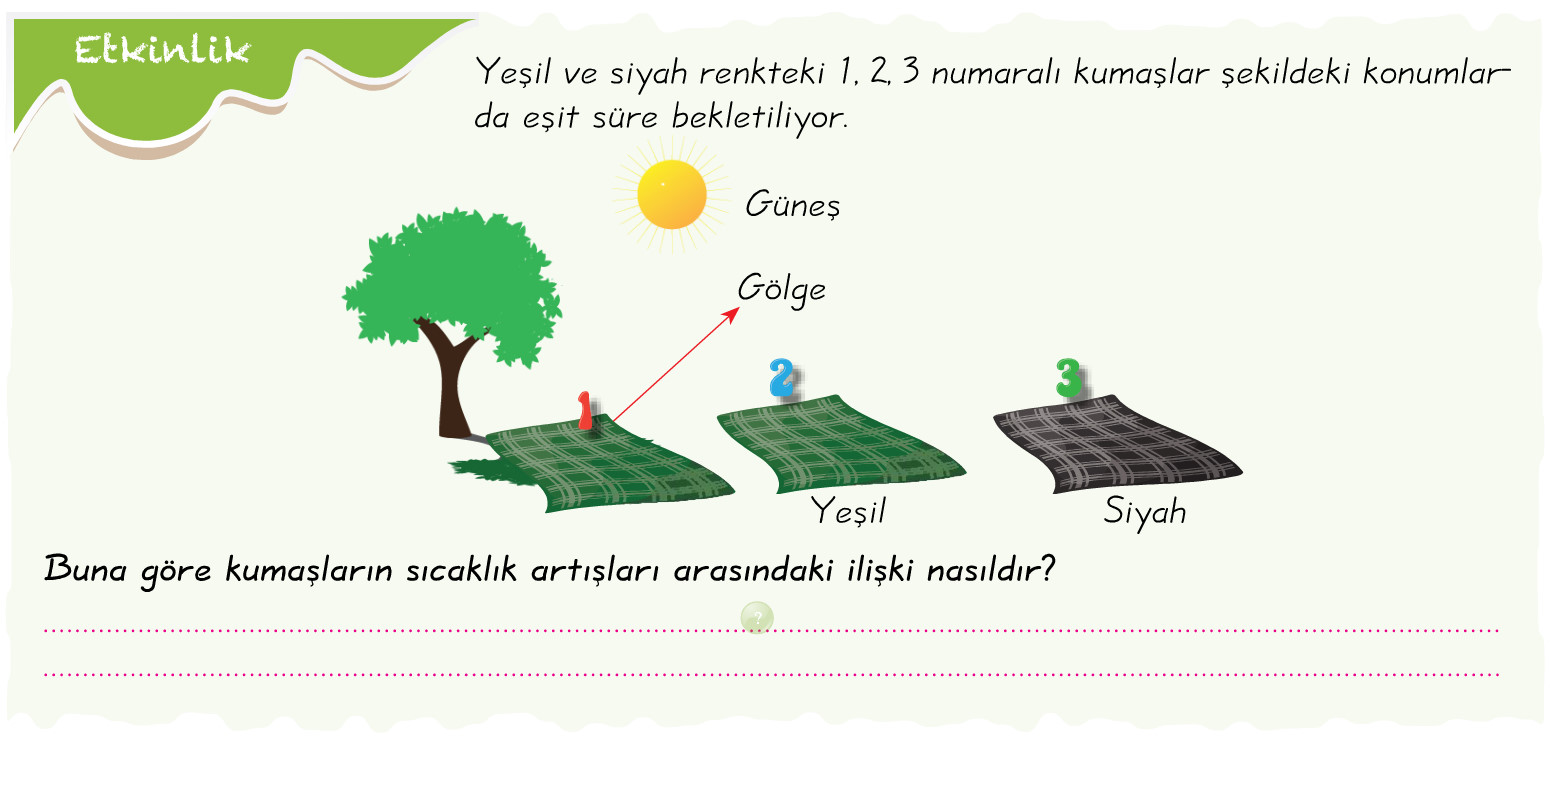 Etkinlik
Yeşil ve siyah renkteki 1, 2, 3 numaralı kumaşlar şekildeki konumlar-
da eşit süre bekletiliyor.
Güneş
Gölge
1
2
3
Yeşil
Siyah
Buna göre kumaşların sıcaklık artışları arasındaki ilişki nasıldır?
?